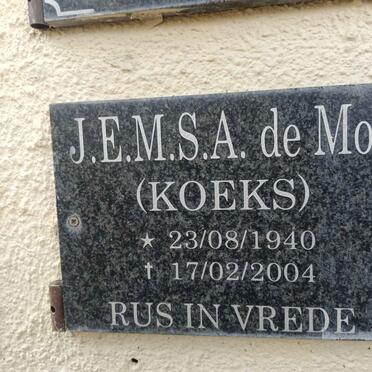 J.E.M.S.A. de Mo
(KOEKS)
★ 23/08/1940
† 17/02/2004
RUS IN VREDE